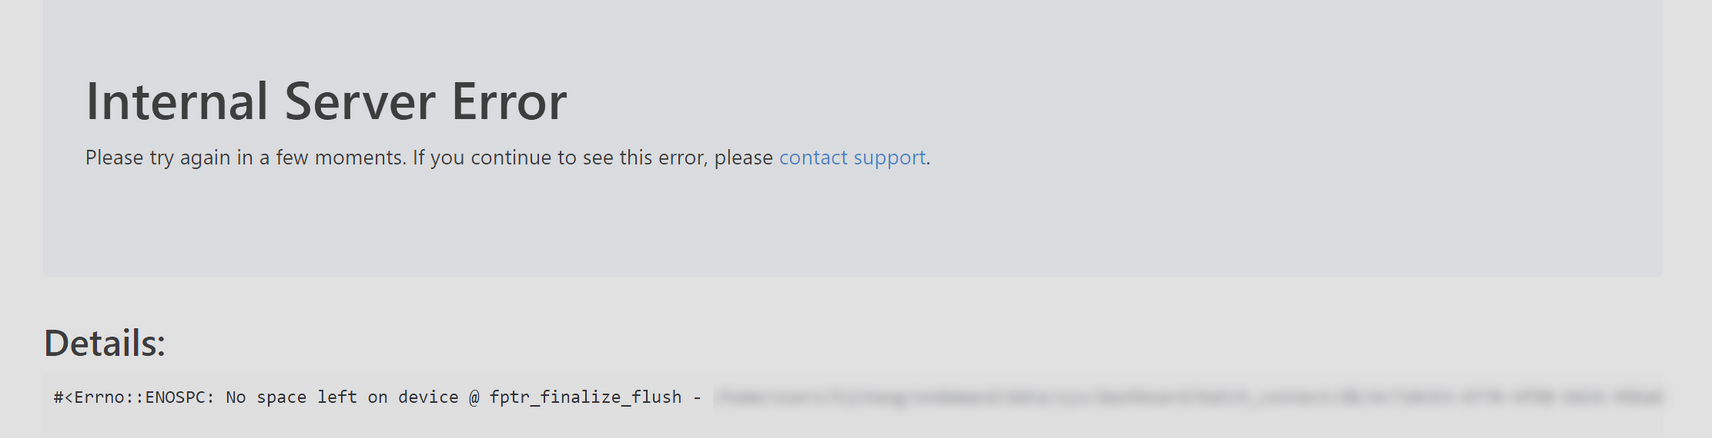 Internal Server Error
Please try again in a few moments. If you continue to see this error, please contact support.
Details:
#<Errno::ENOSPC: No space left on device @ fptr_finalize_flush -